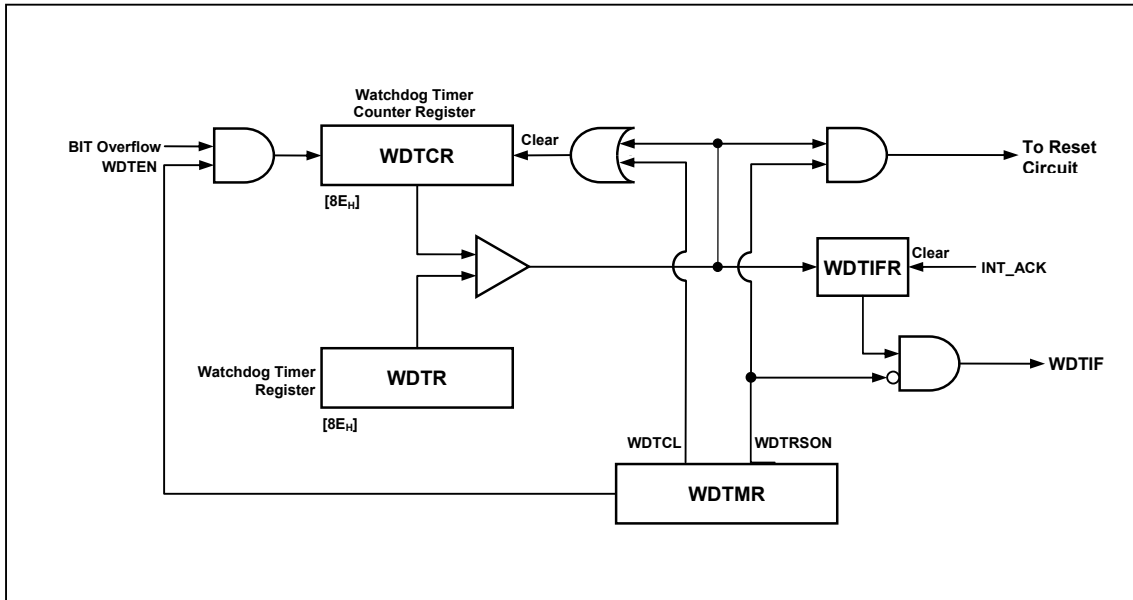 Watchdog Timer
Counter Register
BIT Overflow
WDTEN
WDTCR
Clear
To Reset
Circuit
[8EH]
WDTIFR
Clear
INT_ACK
Watchdog Timer
Register
WDTR
WDTIF
[8EH]
WDTCL
WDTRSON
WDTMR